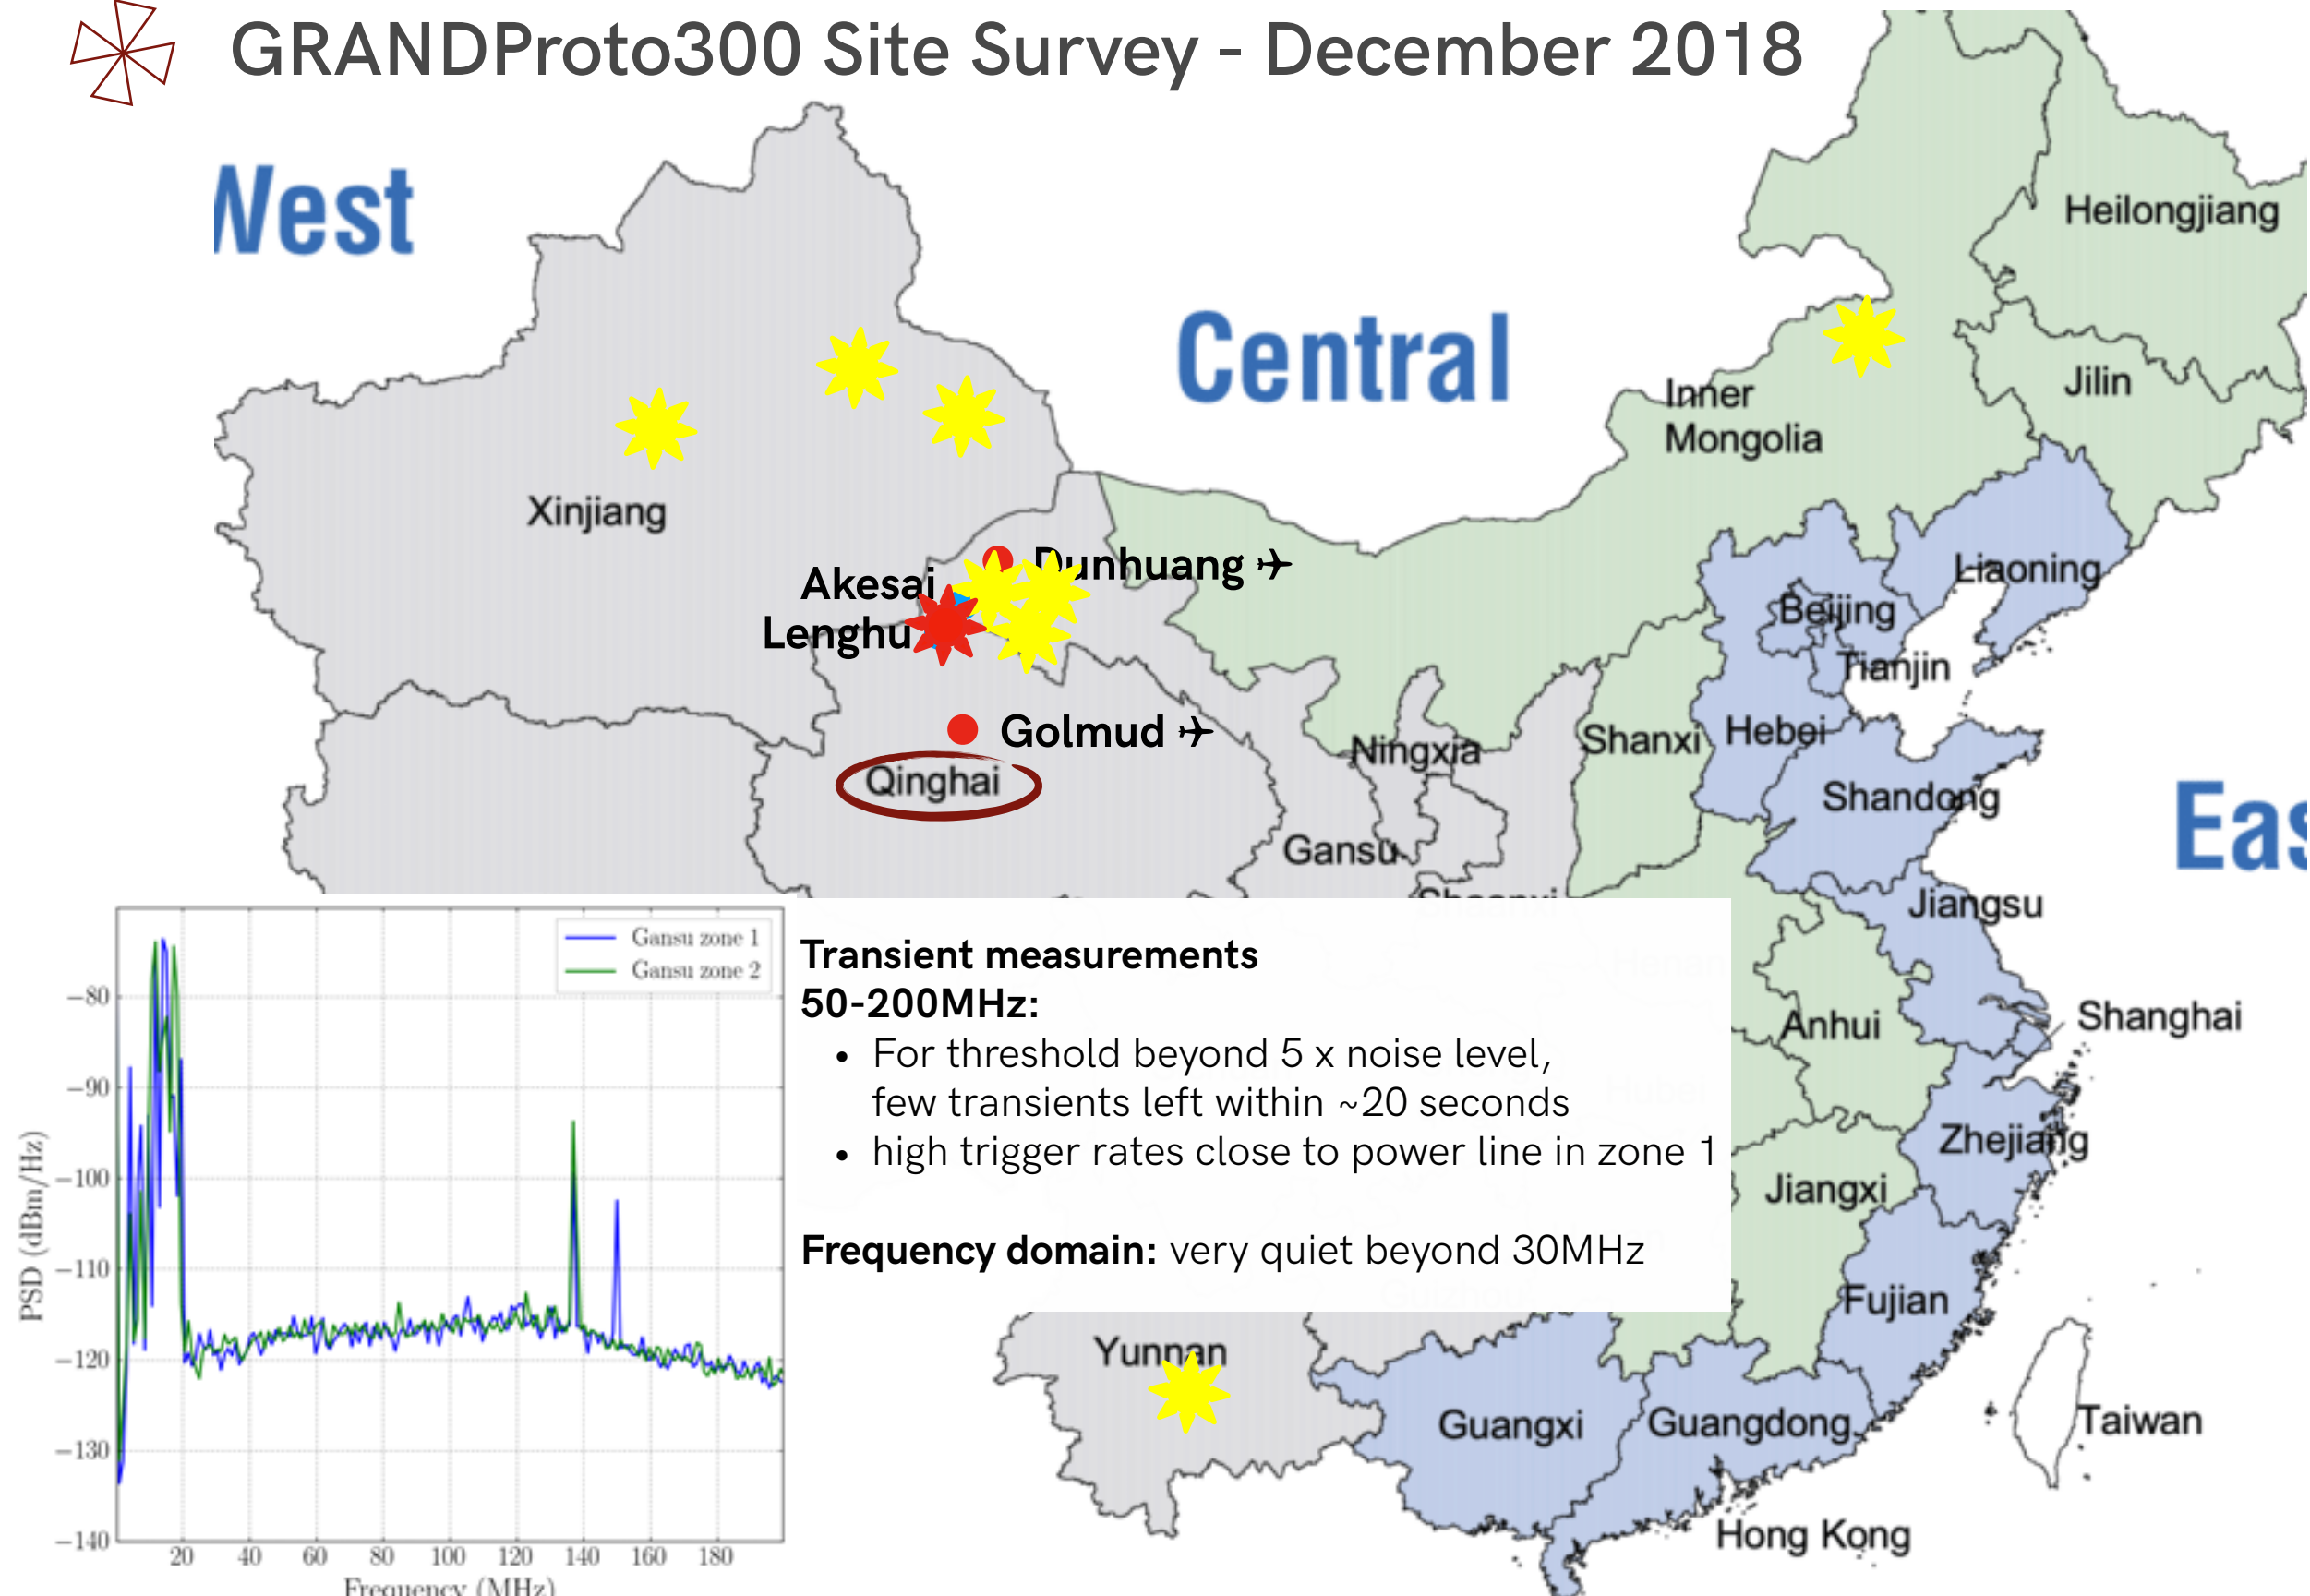 GRANDProto300 Site Survey - December 2018
West
Central
Heilongjiang
Jilin
Inner
Mongolia
Xinjiang
Dunhuang
Akesai
Lenghu
Liaoning
Beijing
Tianjin
Golmud
Qinghai
Ningxia
Shanxi
Hebei
Shandong
Gansu
Shaanxi
Eas
Jiangsu
Henan
Anhui
Shanghai
Zhejiang
Jiangxi
Fujian
Guizhou
Yunnan
Guangxi
Guangdong
Taiwan
Hong Kong
Transient measurements
50-200MHz:
• For threshold beyond 5 x noise level,
few transients left within ~20 seconds
• high trigger rates close to power line in zone 1
Frequency domain: very quiet beyond 30MHz
Gansu zone 1
Gansu zone 2
PSD (dBm/Hz)
−80
−90
−100
−110
−120
−130
−140
20 40 60 80 100 120 140 160 180
Frequency (MHz)